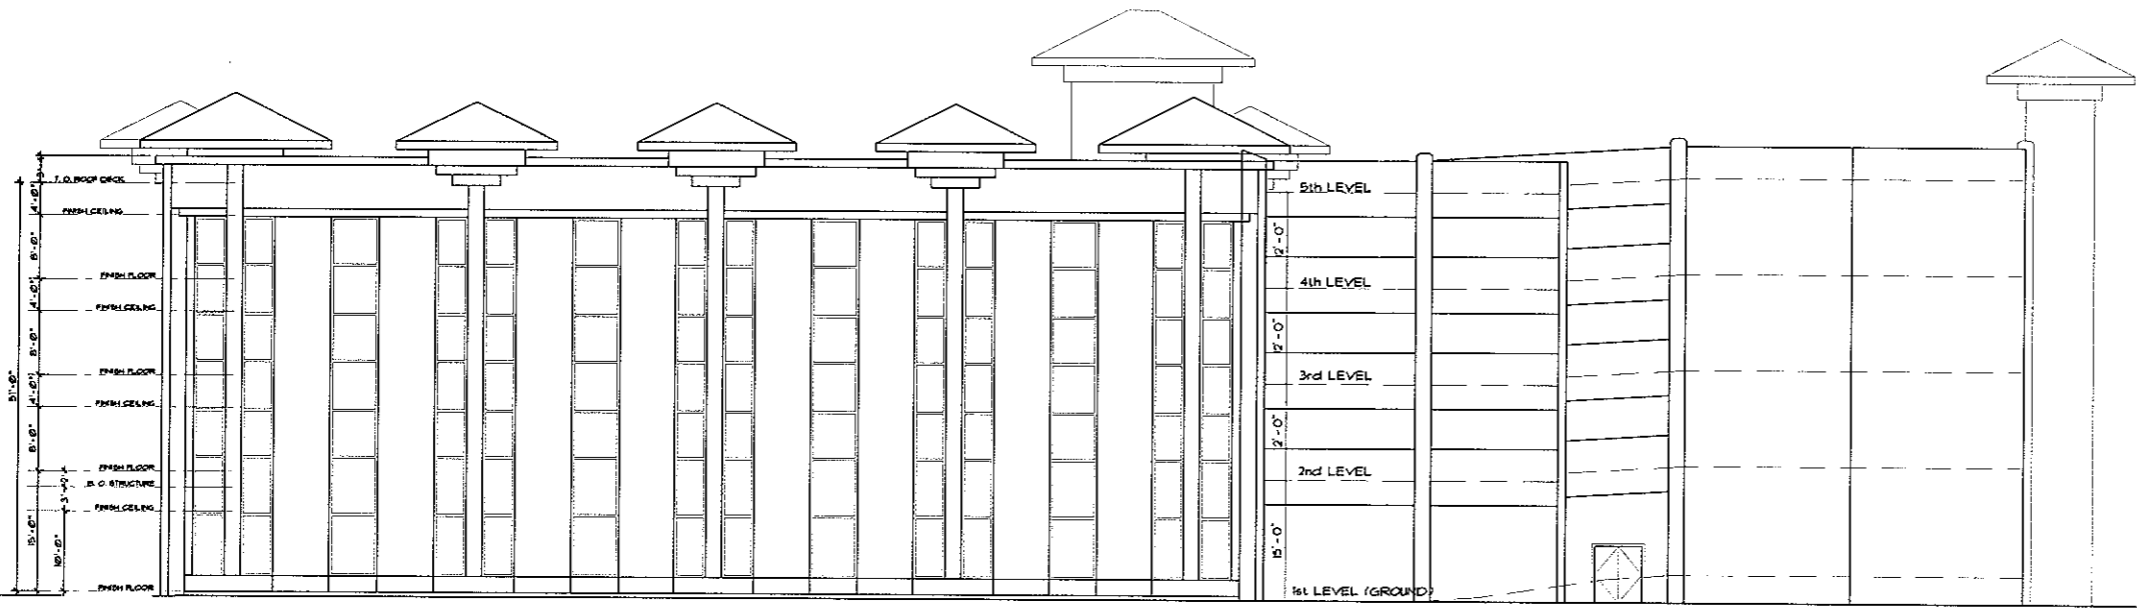 T. O. ROOF DECK
FINISH CEILING
FINISH FLOOR
FINISH CEILING
FINISH FLOOR
FINISH CEILING
FINISH FLOOR
B. O. STRUCTURE
FINISH CEILING
FINISH FLOOR
4'-0"
8'-0"
4'-0"
8'-0"
4'-0"
8'-0"
15'-0"
10'-0"
51'-0"
5th LEVEL
12'-0"
4th LEVEL
12'-0"
3rd LEVEL
12'-0"
2nd LEVEL
15'-0"
1st LEVEL (GROUND)